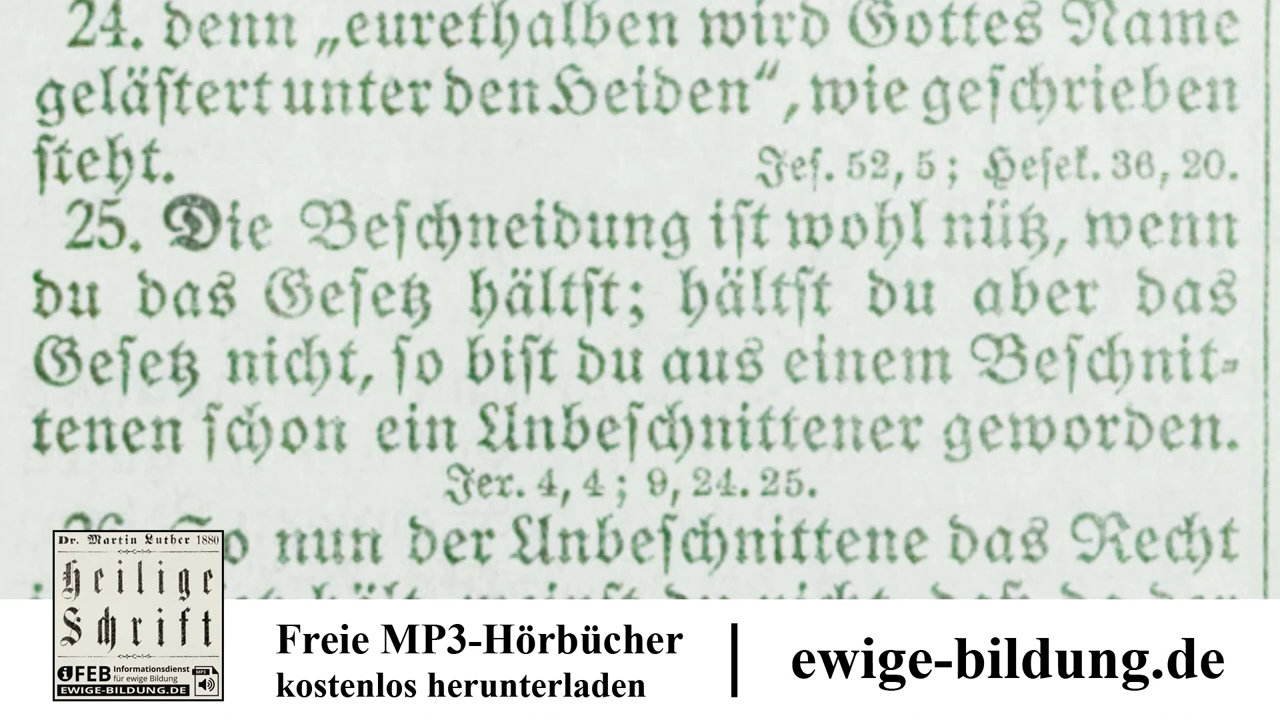 24. denn „eurethalben wird Gottes Name
gelästert unter den Heiden“, wie geschrieben
steht. Jes. 52, 5; Hesek. 36, 20.
25. Die Beschneidung ist wohl nütz, wenn
du das Gesetz hältst; hältst du aber das
Gesetz nicht, so bist du aus einem Beschnit-
tenen schon ein Unbeschnittener geworden.
Jer. 4, 4; 9, 24. 25.
26. So nun der Unbeschnittene das Recht
Dr. Martin Luther 1880
Heilige
Schrift
iFEB Informationsdienst
für ewige Bildung
MP3
EWIGE-BILDUNG.DE
Freie MP3-Hörbücher
kostenlos herunterladen
ewige-bildung.de